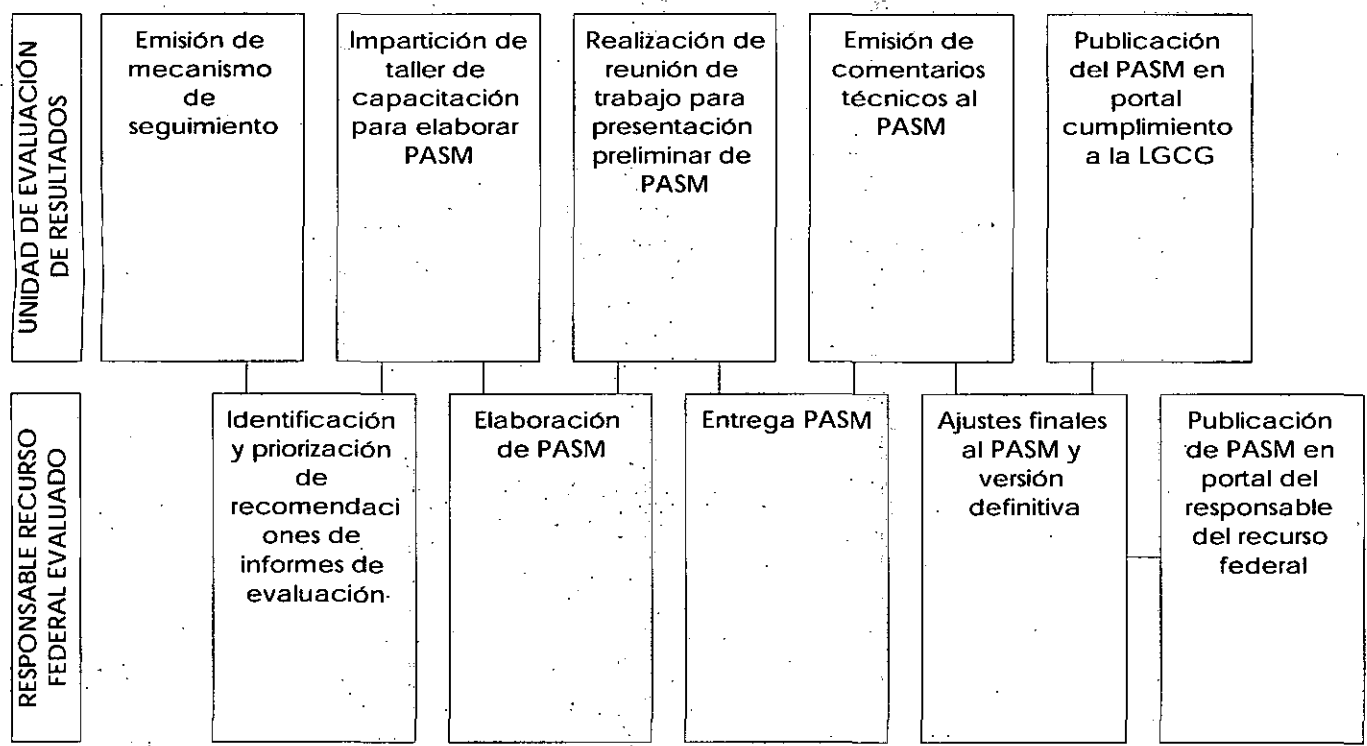 UNIDAD DE EVALUACIÓN
DE RESULTADOS
Emisión de
mecanismo
de
seguimiento
Impartición de
taller de
capacitación
para elaborar
PASM
Realización de
reunión de
trabajo para
presentación
preliminar de
PASM
Emisión de
comentarios
técnicos al
PASM
Publicación
del PASM en
portal
cumplimiento
a la LGCG
RESPONSABLE RECURSO
FEDERAL EVALUADO
Identificación
y priorización
de
recomendaci
ones de
informes de
evaluación
Elaboración
de PASM
Entrega PASM
Ajustes finales
al PASM y
versión
definitiva
Publicación
de PASM en
portal del
responsable
del recurso
federal